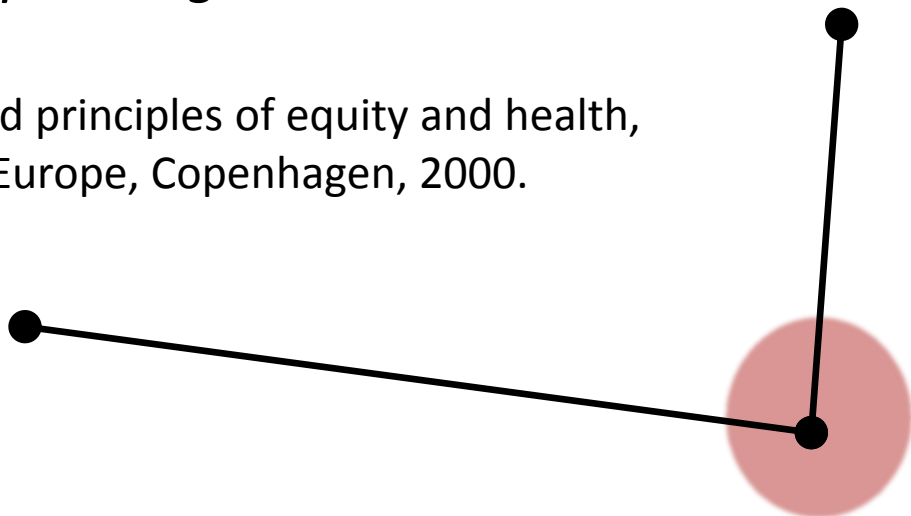 d principles of equity and health,
Europe, Copenhagen, 2000.